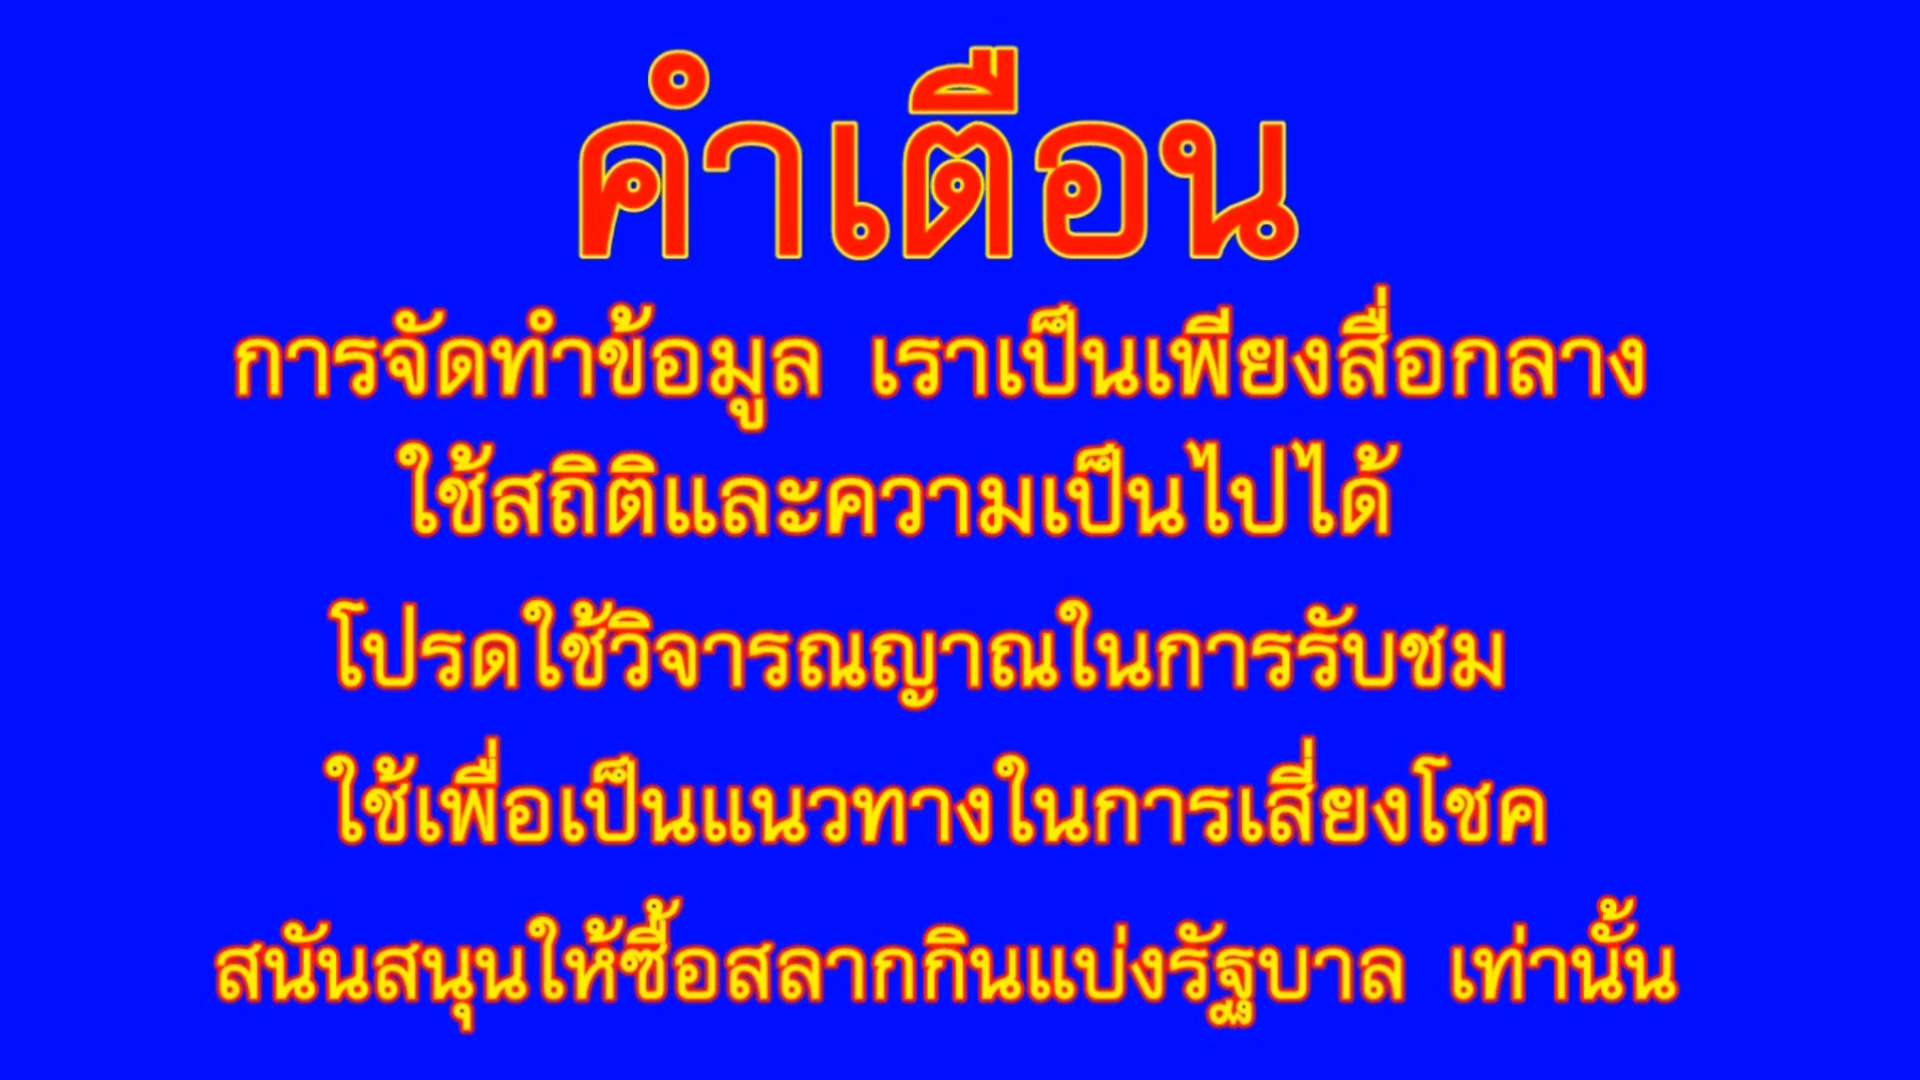 คำเตือน
การจัดทำข้อมูล เราเป็นเพียงสื่อกลาง
ใช้สถิติและความเป็นไปได้
โปรดใช้วิจารณญาณในการรับชม
ใช้เพื่อเป็นแนวทางในการเสี่ยงโชค
สนันสนุนให้ซื้อสลากกินแบ่งรัฐบาล เท่านั้น